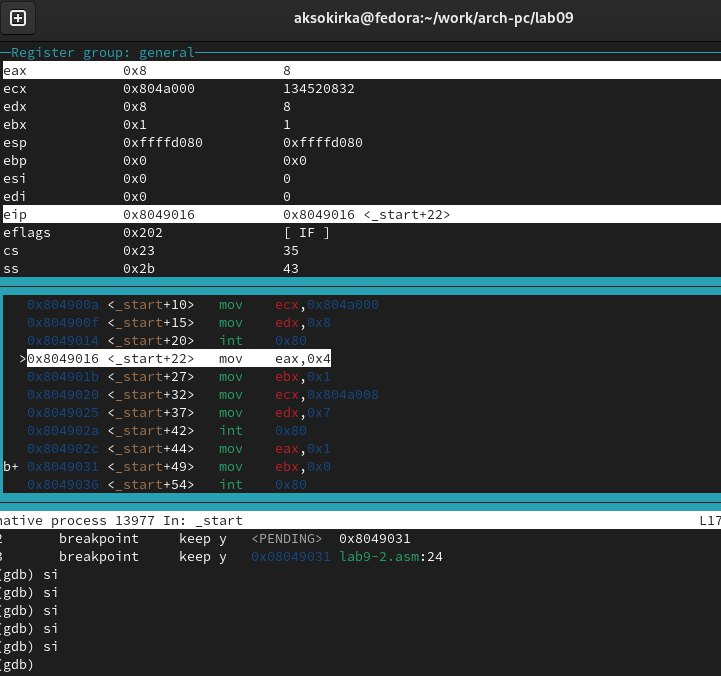 aksokirka@fedora:~/work/arch-pc/lab09
Register group: general
eax 0x8 8
ecx 0x804a000 134520832
edx 0x8 8
ebx 0x1 1
esp 0xffffd080 0xffffd080
ebp 0x0 0x0
esi 0x0 0
edi 0x0 0
eip 0x8049016 0x8049016 <_start+22>
eflags 0x202 [ IF ]
cs 0x23 35
ss 0x2b 43
0x804900a <_start+10> mov ecx,0x804a000
0x804900f <_start+15> mov edx,0x8
0x8049014 <_start+20> int 0x80
>0x8049016 <_start+22> mov eax,0x4
0x804901b <_start+27> mov ebx,0x1
0x8049020 <_start+32> mov ecx,0x804a008
0x8049025 <_start+37> mov edx,0x7
0x804902a <_start+42> int 0x80
0x804902c <_start+44> mov eax,0x1
b+ 0x8049031 <_start+49> mov ebx,0x0
0x8049036 <_start+54> int 0x80
native process 13977 In: _start L17
2 breakpoint keep y <PENDING> 0x8049031
3 breakpoint keep y 0x08049031 lab9-2.asm:24
(gdb) si
(gdb) si
(gdb) si
(gdb) si
(gdb) si
(gdb)